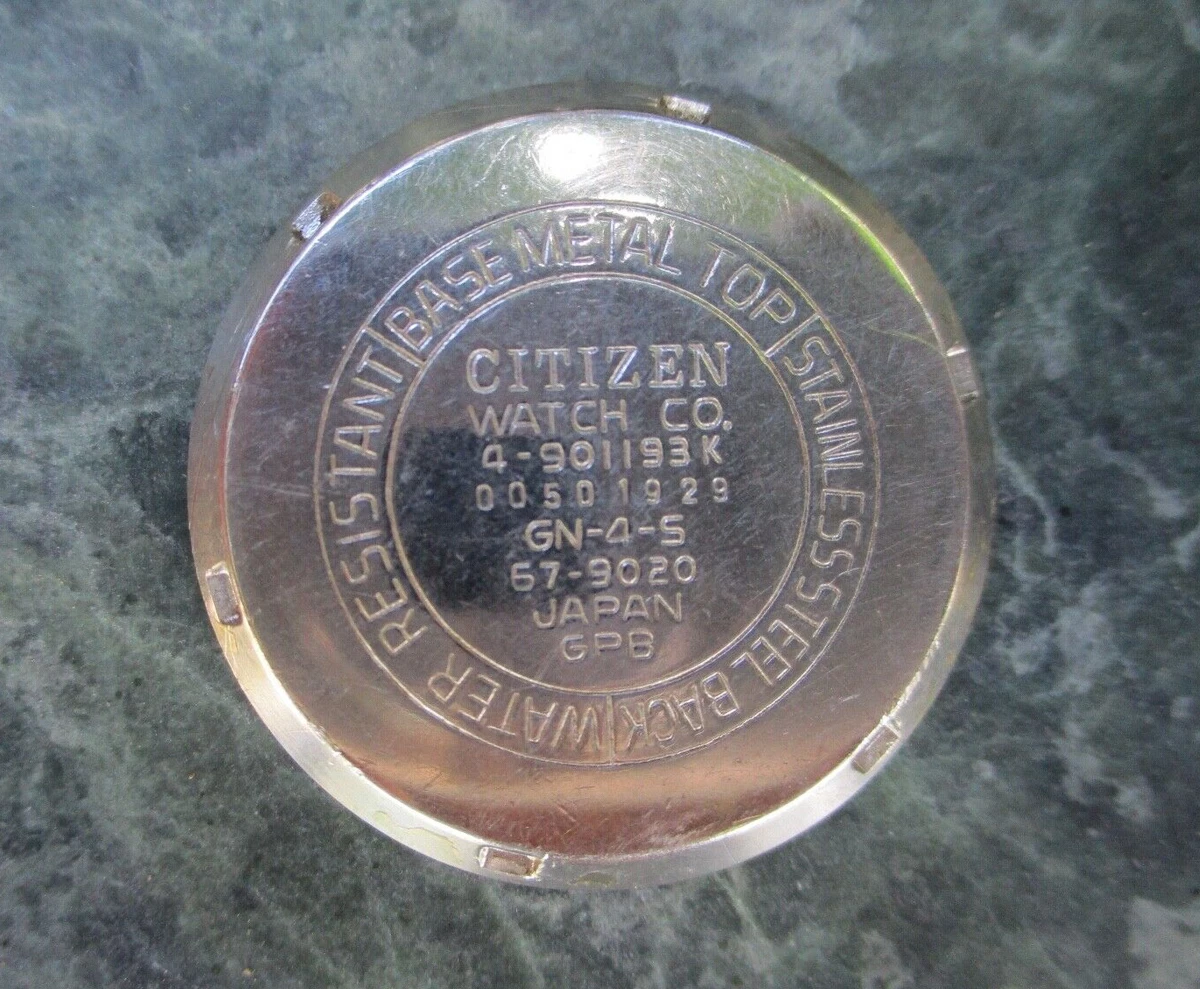 BASE METAL TOP | STAINLESS STEEL BACK | WATER RESISTANT |
CITIZEN
WATCH CO.
4-901193K
00501929
GN-4-S
67-9020
JAPAN
GPB